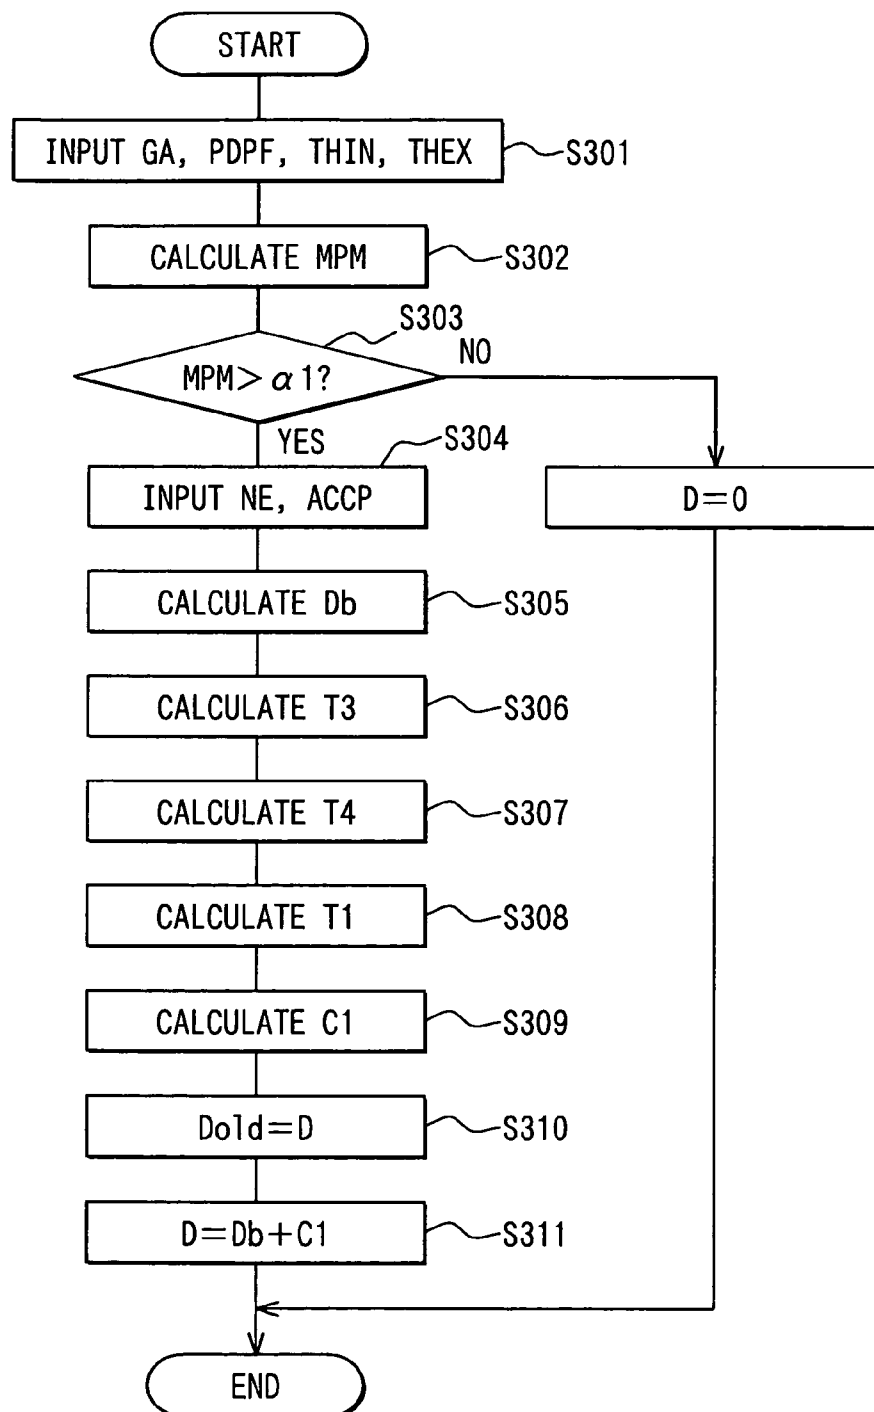 START
INPUT GA, PDPF, THIN, THEX
S301
CALCULATE MPM
S302
S303
MPM> α1?
NO
YES
S304
INPUT NE, ACCP
D=0
CALCULATE Db
S305
CALCULATE T3
S306
CALCULATE T4
S307
CALCULATE T1
S308
CALCULATE C1
S309
Dold=D
S310
D=Db+C1
S311
END